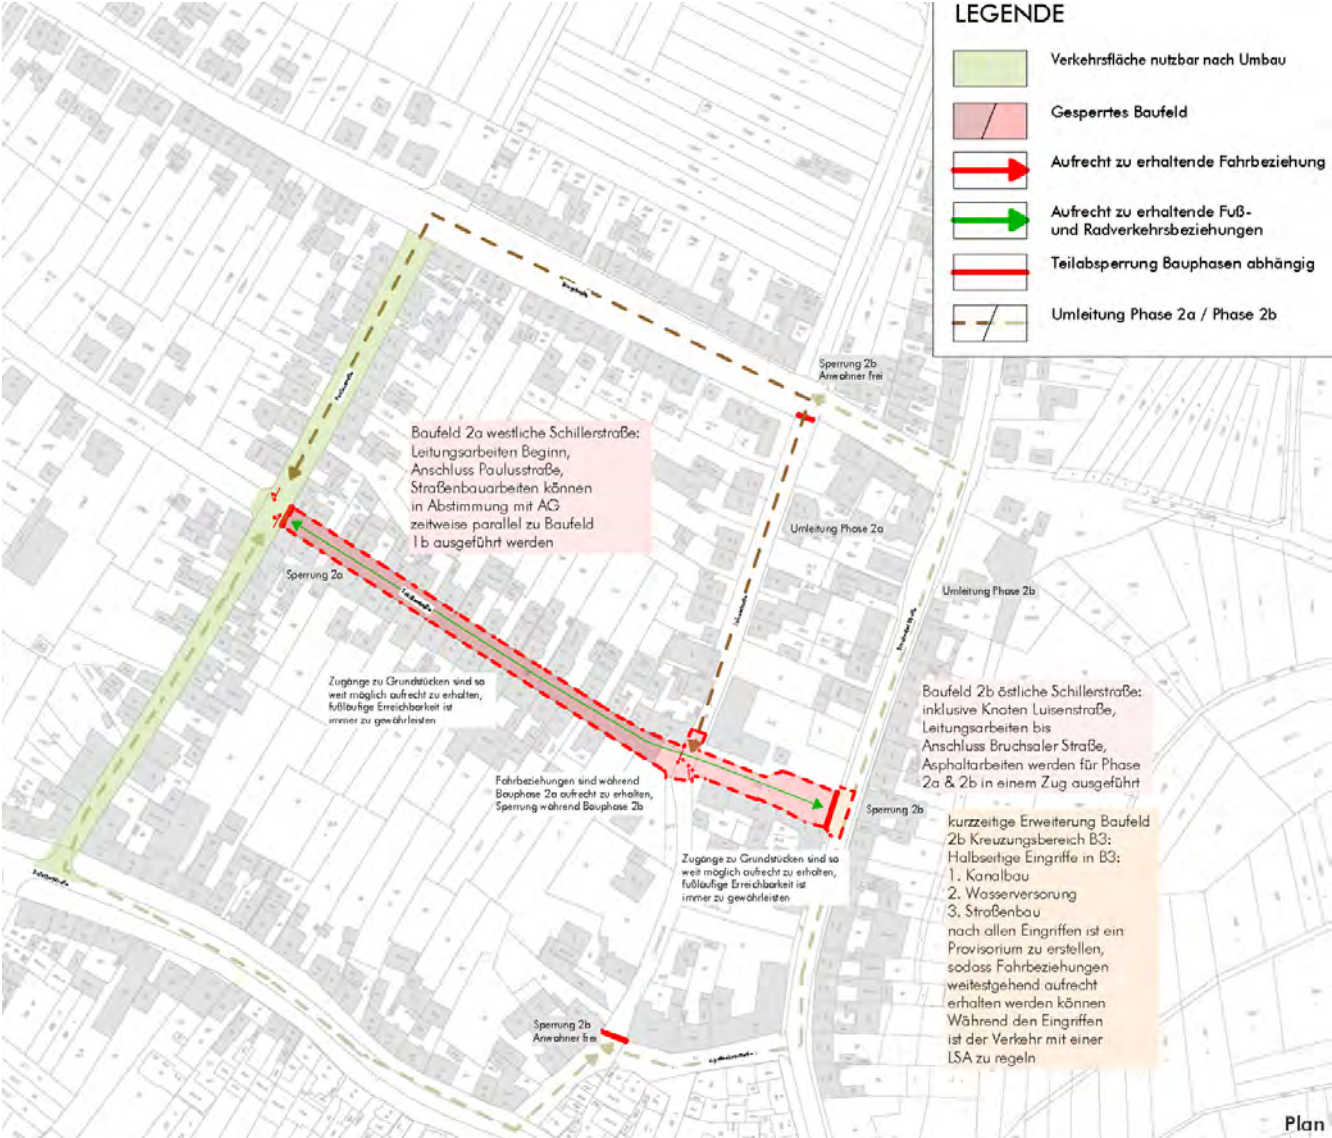 LEGENDE
Verkehrsfläche nutzbar nach Umbau
Gesperrtes Baufeld
Aufrecht zu erhaltende Fahrbeziehung
Aufrecht zu erhaltende Fuß-
und Radverkehrsbeziehungen
Teilabsperrung Bauphasen abhängig
Umleitung Phase 2a / Phase 2b
Sperrung 2b
Anwohner frei
Baufeld 2a westliche Schillerstraße:
Leitungsarbeiten Beginn,
Anschluss Paulusstraße,
Straßenbauarbeiten können
in Abstimmung mit AG
zeitweise parallel zu Baufeld
1b ausgeführt werden
Umleitung Phase 2a
Sperrung 2a
Umleitung Phase 2b
Zugänge zu Grundstücken sind so
weit möglich aufrecht zu erhalten,
fußläufige Erreichbarkeit ist
immer zu gewährleisten
Baufeld 2b östliche Schillerstraße:
inklusive Knoten Luisenstraße,
Leitungsarbeiten bis
Anschluss Bruchsaler Straße,
Asphaltarbeiten werden für Phase
2a & 2b in einem Zug ausgeführt
Fahrbeziehungen sind während
Bauphase 2a aufrecht zu erhalten,
Sperrung während Bauphase 2b
Sperrung 2b
kurzzeitige Erweiterung Baufeld
2b Kreuzungsbereich B3:
Halbseitige Eingriffe in B3:
1. Kanalbau
2. Wasserversorung
3. Straßenbau
nach allen Eingriffen ist ein
Provisorium zu erstellen,
sodass Fahrbeziehungen
weitestgehend aufrecht
erhalten werden können
Während den Eingriffen
ist der Verkehr mit einer
LSA zu regeln
Zugänge zu Grundstücken sind so
weit möglich aufrecht zu erhalten,
fußläufige Erreichbarkeit ist
immer zu gewährleisten
Sperrung 2b
Anwohner frei
Plan